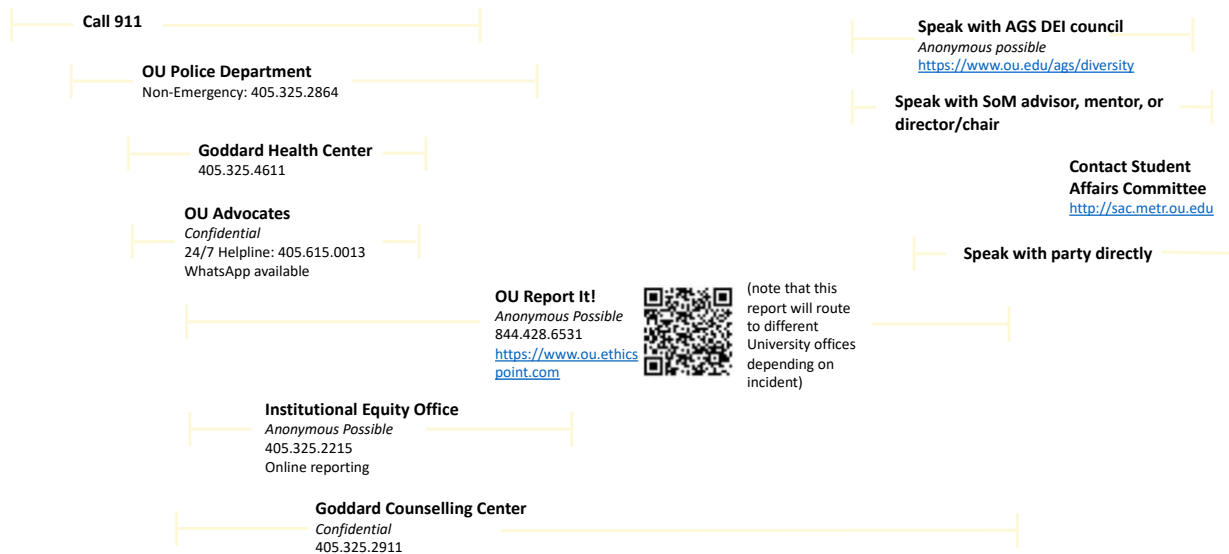 Call 911
OU Police Department
Non-Emergency: 405.325.2864
Goddard Health Center
405.325.4611
OU Advocates
Confidential
24/7 Helpline: 405.615.0013
WhatsApp available
OU Report It!
Anonymous Possible
844.428.6531
https://www.ou.ethics
point.com
(note that this
report will route
to different
University offices
depending on
incident)
Institutional Equity Office
Anonymous Possible
405.325.2215
Online reporting
Goddard Counselling Center
Confidential
405.325.2911
Speak with AGS DEI council
Anonymous possible
https://www.ou.edu/ags/diversity
Speak with SoM advisor, mentor, or
director/chair
Contact Student
Affairs Committee
http://sac.metr.ou.edu
Speak with party directly